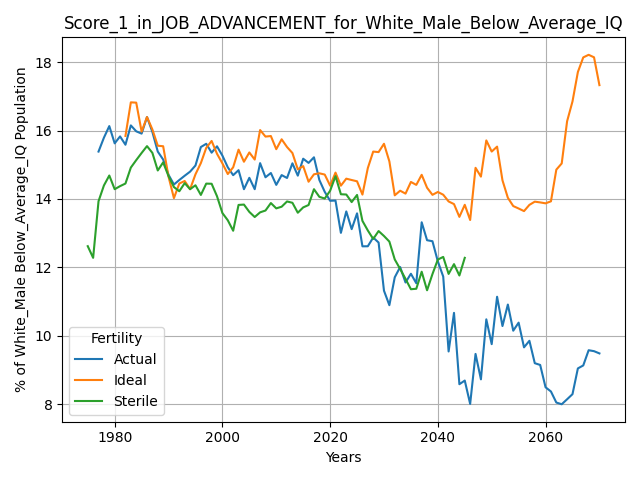 Score_1_in_JOB_ADVANCEMENT_for_White_Male_Below_Average_IQ
% of White_Male Below_Average_IQ Population
18
16
14
12
10
8
Fertility
Actual
Ideal
Sterile
1980 2000 2020 2040 2060
Years